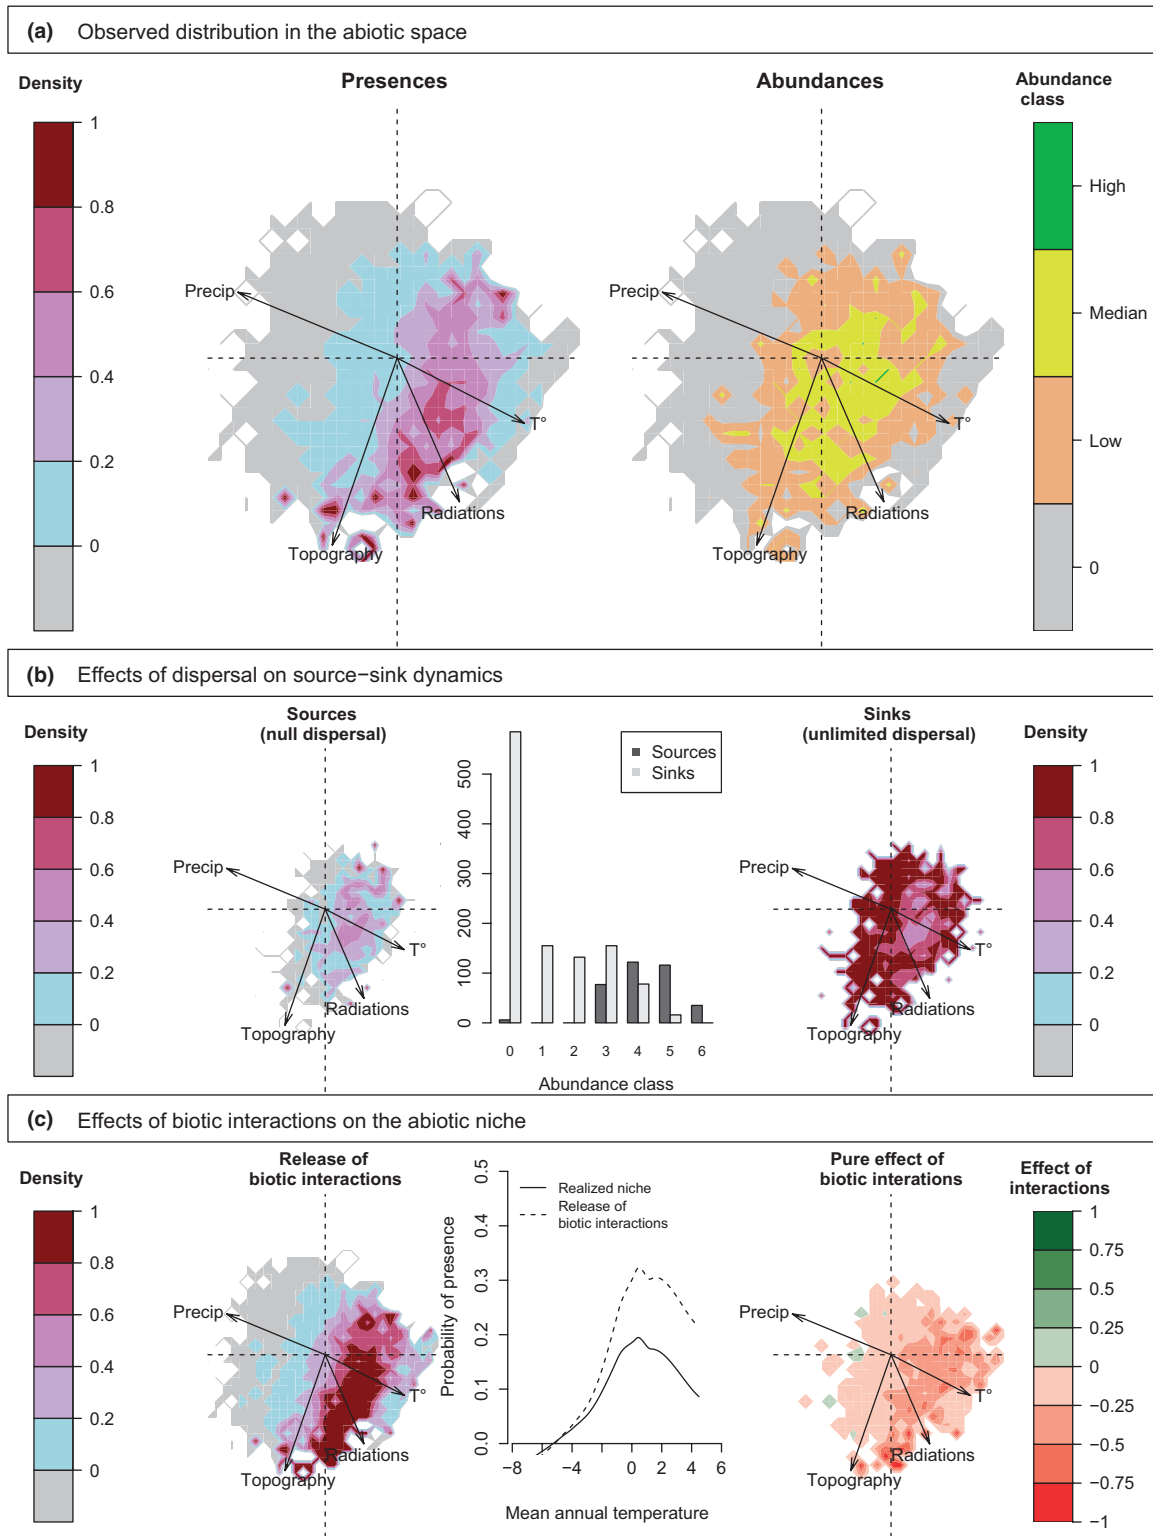 (a) Observed distribution in the abiotic space
Density
Presences
Abundances
Abundance
class
1
0.8
0.6
0.4
0.2
0
Precip
T°
Radiations
Topography
Precip
T°
Radiations
Topography
High
Median
Low
0
(b) Effects of dispersal on source−sink dynamics
Density
Sources
(null dispersal)
Sinks
(unlimited dispersal)
Density
1
0.8
0.6
0.4
0.2
0
Precip
T°
Radiations
Topography
Sources
Sinks
500
400
300
200
100
0
0 1 2 3 4 5 6
Abundance class
Precip
T°
Radiations
Topography
1
0.8
0.6
0.4
0.2
0
(c) Effects of biotic interactions on the abiotic niche
Density
Release of
biotic interactions
Pure effect of
biotic interations
Effect of
interactions
1
0.8
0.6
0.4
0.2
0
Precip
T°
Radiations
Topography
Probability of presence
0.5
0.4
0.3
0.2
0.1
0.0
Realized niche
Release of
biotic interactions
−8 −4 0 2 4 6
Mean annual temperature
Precip
T°
Radiations
Topography
1
0.75
0.5
0.25
0
−0.25
−0.5
−0.75
−1